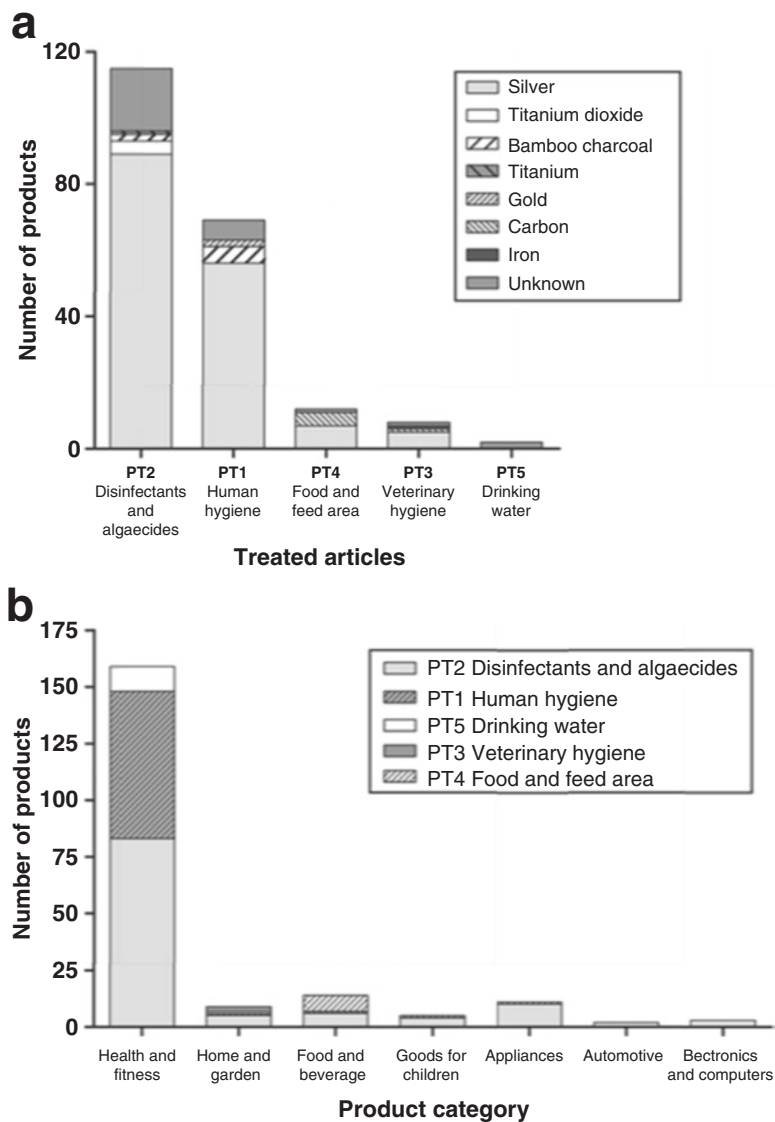 a
120
80
40
0
Number of products
Silver
Titanium dioxide
Bamboo charcoal
Titanium
Gold
Carbon
Iron
Unknown
PT2
Disinfectants
and
algaecides
PT1
Human
hygiene
PT4
Food and
feed area
PT3
Veterinary
hygiene
PT5
Drinking
water
Treated articles
b
175
150
125
100
75
50
25
0
Number of products
PT2 Disinfectants and algaecides
PT1 Human hygiene
PT5 Drinking water
PT3 Veterinary hygiene
PT4 Food and feed area
Health and
fitness
Home and
garden
Food and
beverage
Goods for
children
Appliances
Automotive
Bectronics
and computers
Product category